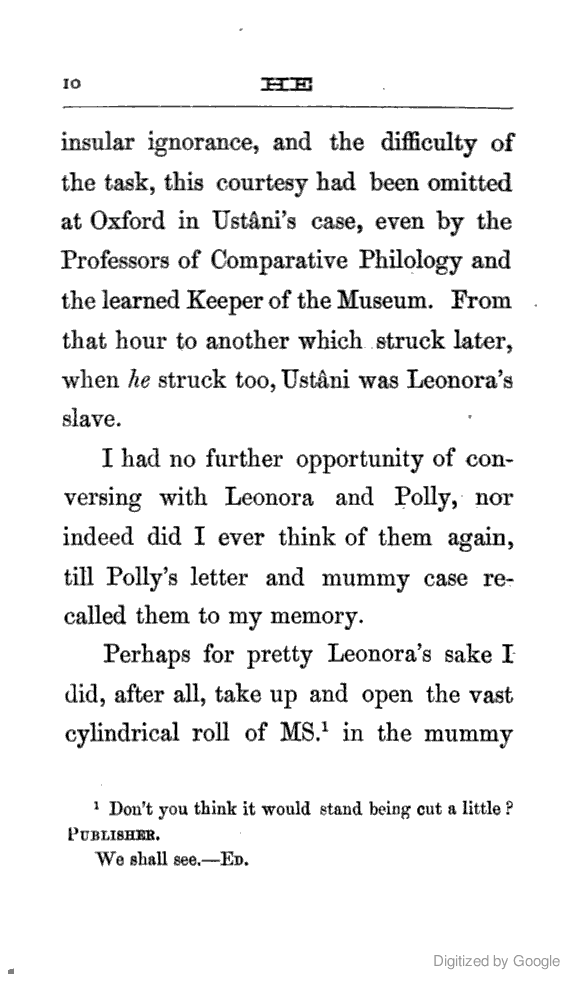 10
HE
insular ignorance, and the difficulty of
the task, this courtesy had been omitted
at Oxford in Ustâni's case, even by the
Professors of Comparative Philology and
the learned Keeper of the Museum. From
that hour to another which struck later,
when he struck too, Ustâni was Leonora's
slave.
I had no further opportunity of con-
versing with Leonora and Polly, nor
indeed did I ever think of them again,
till Polly's letter and mummy case re-
called them to my memory.
Perhaps for pretty Leonora's sake I
did, after all, take up and open the vast
cylindrical roll of MS.¹ in the mummy
¹ Don't you think it would stand being cut a little?
PUBLISHER.
We shall see.—ED.
Digitized by Google